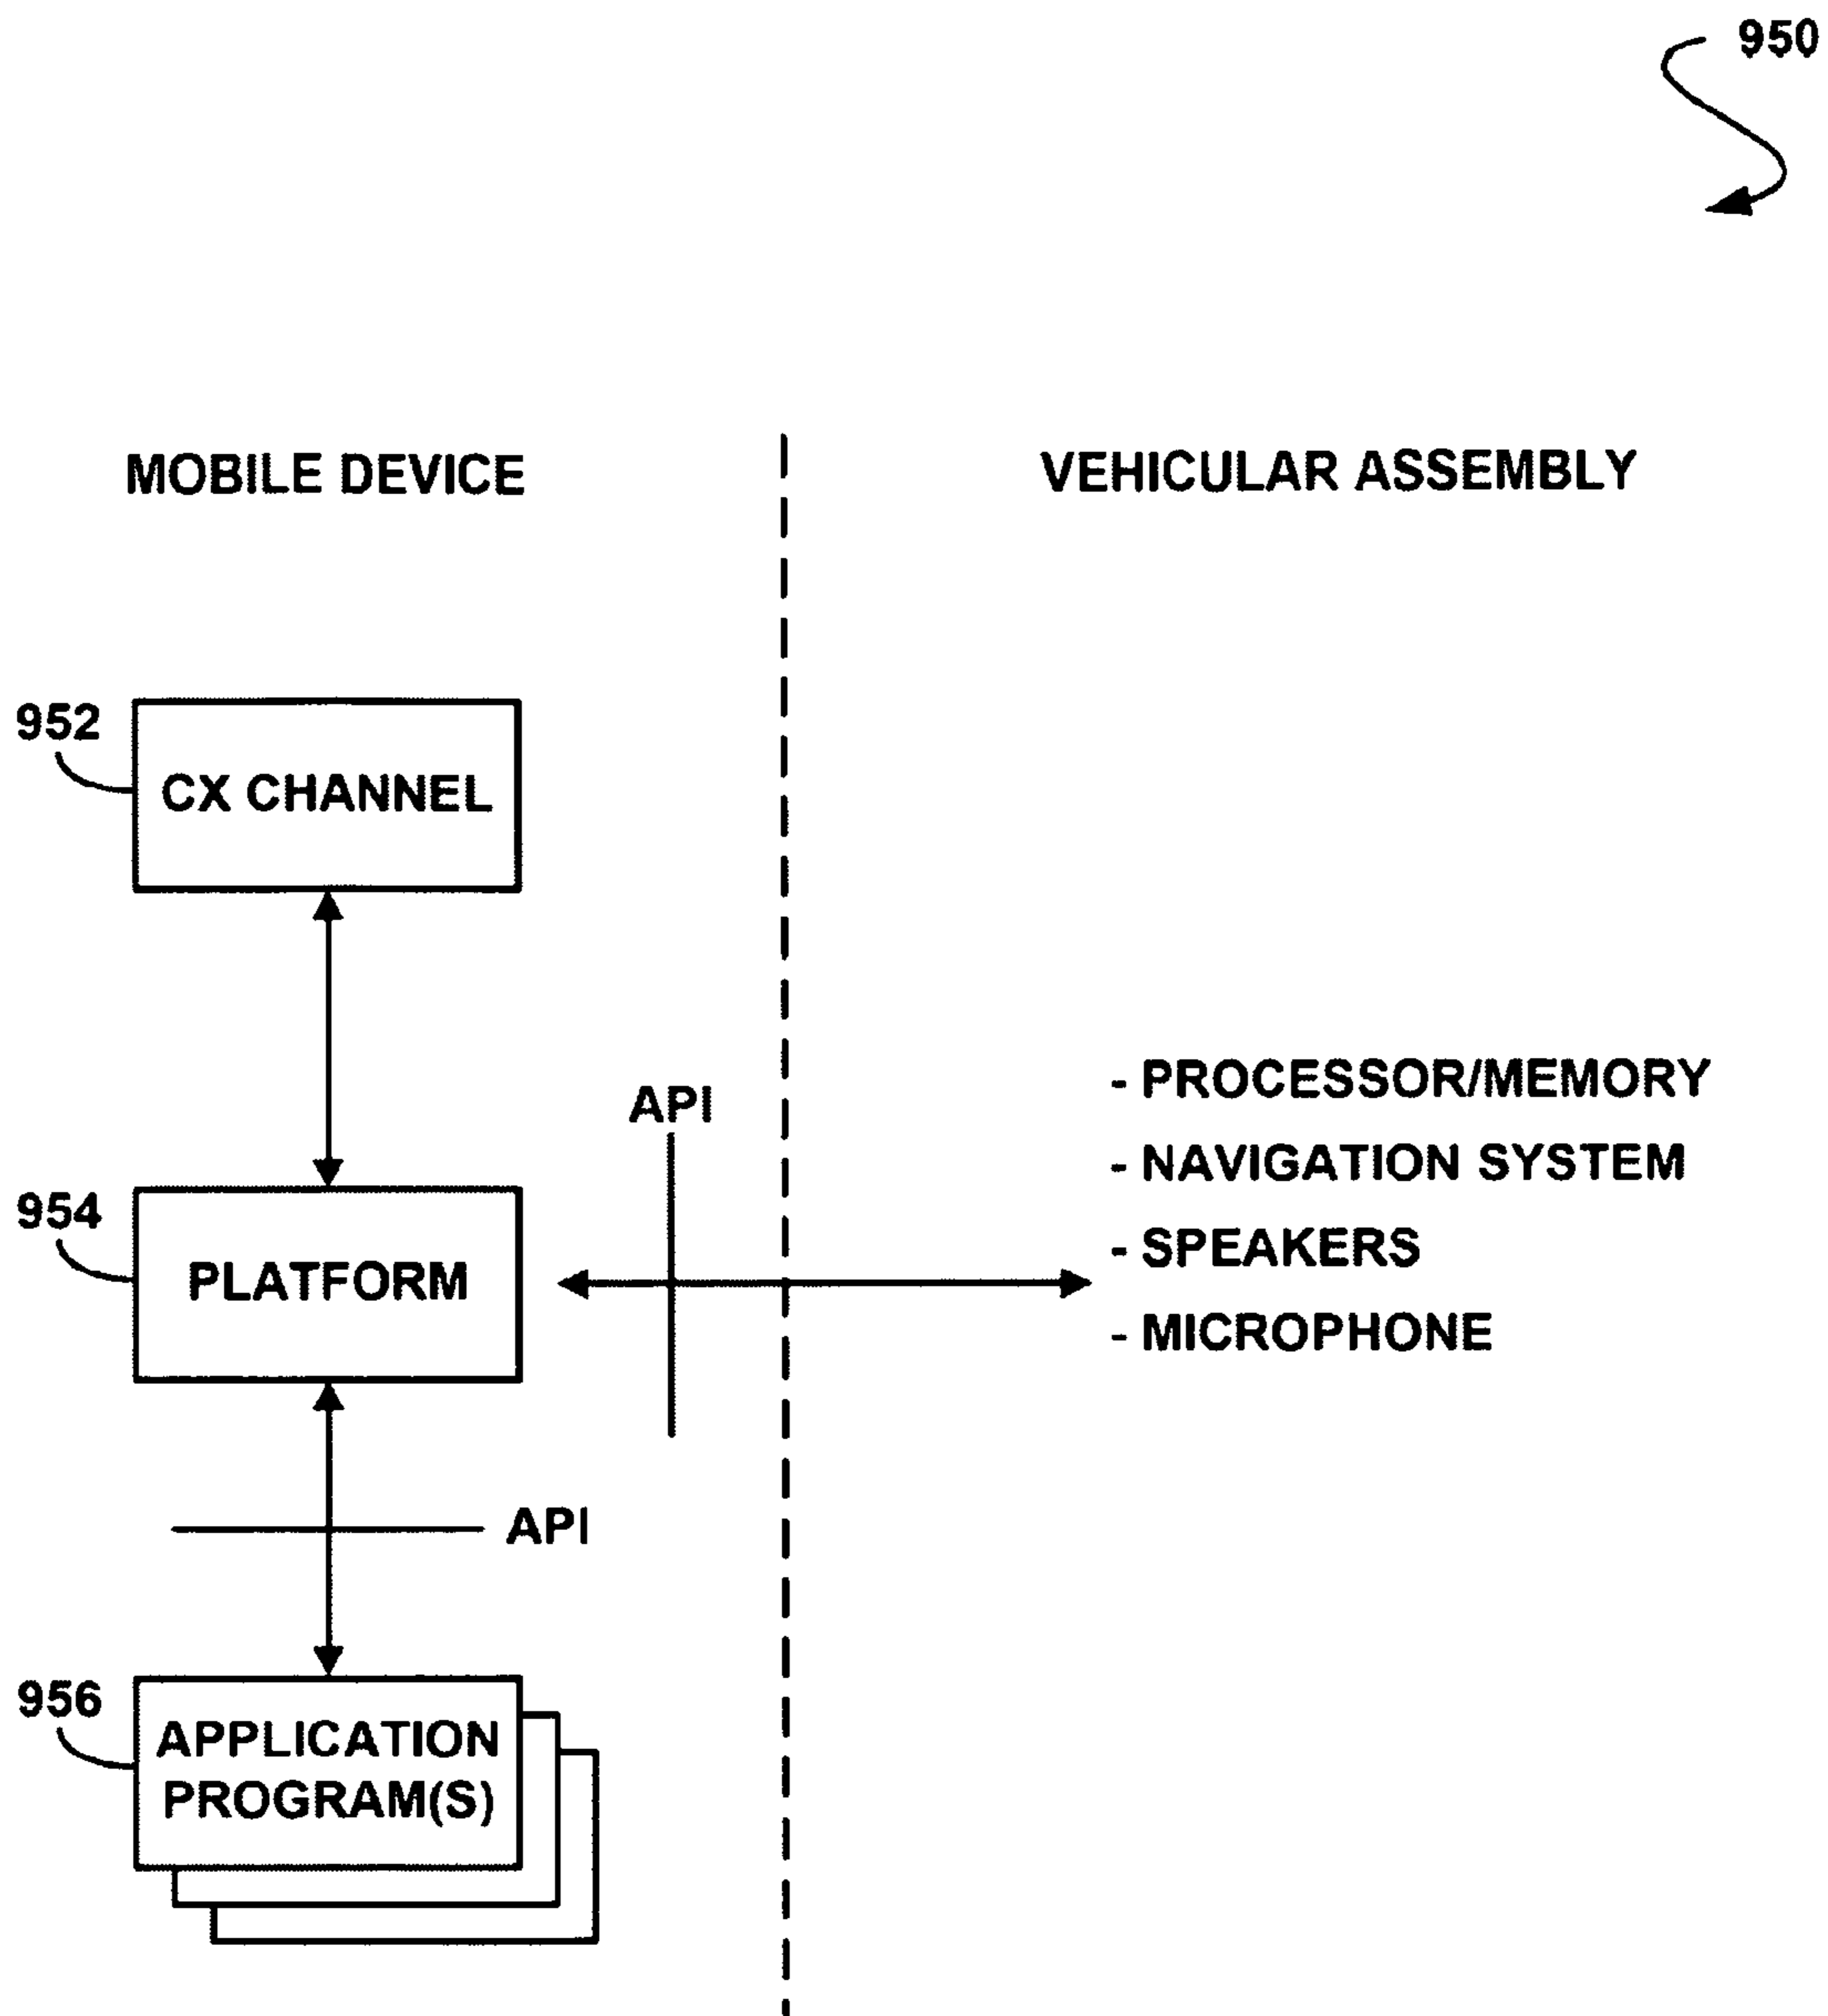 950
MOBILE DEVICE
VEHICULAR ASSEMBLY
952
CX CHANNEL
API
- PROCESSOR/MEMORY
- NAVIGATION SYSTEM
- SPEAKERS
- MICROPHONE
954
PLATFORM
API
956
APPLICATION
PROGRAM(S)